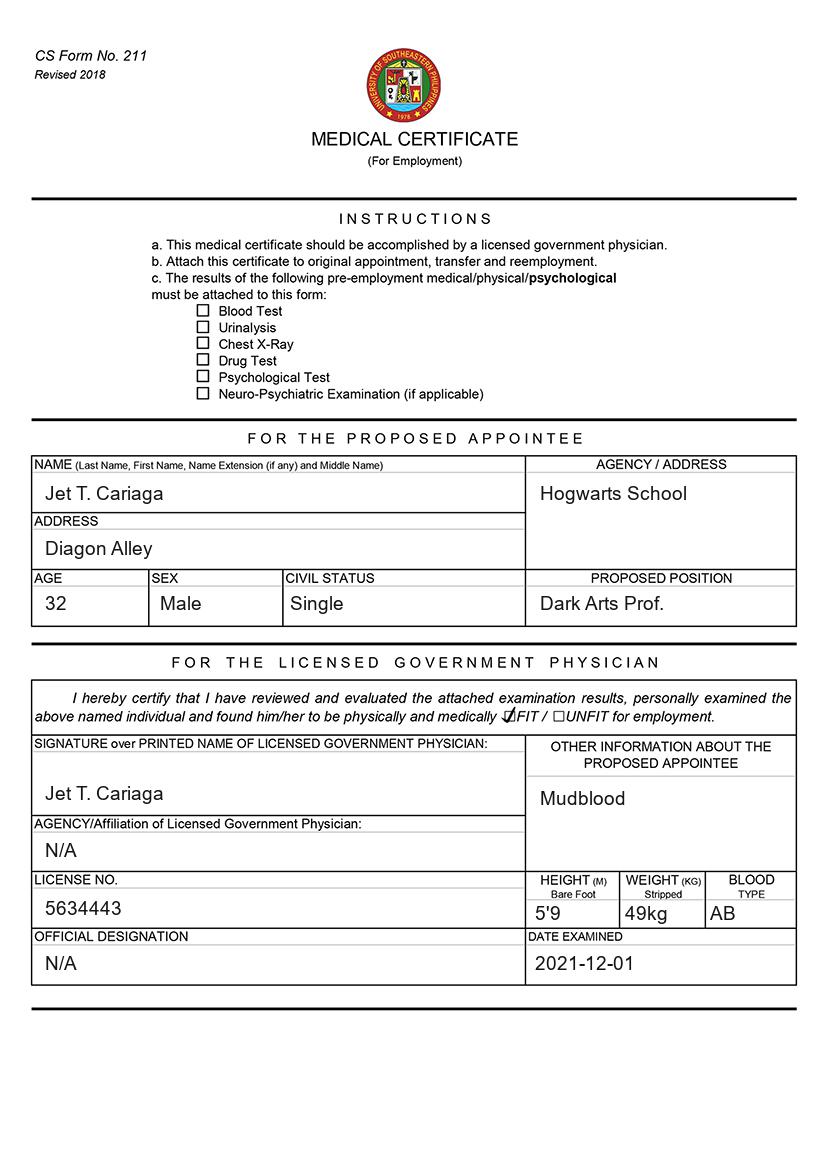 CS Form No. 211
Revised 2018
UNIVERSITY OF SOUTHEASTERN PHILIPPINES
1978
MEDICAL CERTIFICATE
(For Employment)
INSTRUCTIONS
a. This medical certificate should be accomplished by a licensed government physician.
b. Attach this certificate to original appointment, transfer and reemployment.
c. The results of the following pre-employment medical/physical/psychological
must be attached to this form:
☐ Blood Test
☐ Urinalysis
☐ Chest X-Ray
☐ Drug Test
☐ Psychological Test
☐ Neuro-Psychiatric Examination (if applicable)
FOR THE PROPOSED APPOINTEE
NAME (Last Name, First Name, Name Extension (if any) and Middle Name)
Jet T. Cariaga
AGENCY / ADDRESS
Hogwarts School
ADDRESS
Diagon Alley
AGE
32
SEX
Male
CIVIL STATUS
Single
PROPOSED POSITION
Dark Arts Prof.
FOR THE LICENSED GOVERNMENT PHYSICIAN
I hereby certify that I have reviewed and evaluated the attached examination results, personally examined the
above named individual and found him/her to be physically and medically ☑FIT / ☐UNFIT for employment.
SIGNATURE over PRINTED NAME OF LICENSED GOVERNMENT PHYSICIAN:
Jet T. Cariaga
OTHER INFORMATION ABOUT THE
PROPOSED APPOINTEE
Mudblood
AGENCY/Affiliation of Licensed Government Physician:
N/A
LICENSE NO.
5634443
HEIGHT (M)
Bare Foot
5'9
WEIGHT (KG)
Stripped
49kg
BLOOD
TYPE
AB
OFFICIAL DESIGNATION
N/A
DATE EXAMINED
2021-12-01